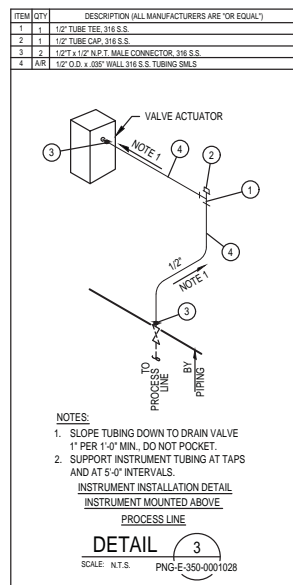 ITEM QTY DESCRIPTION (ALL MANUFACTURERS ARE "OR EQUAL")
1 1 1/2" TUBE TEE, 316 S.S.
2 1 1/2" TUBE CAP, 316 S.S.
3 2 1/2"T x 1/2" N.P.T. MALE CONNECTOR, 316 S.S.
4 A/R 1/2" O.D. x .035" WALL 316 S.S. TUBING SMLS
VALVE ACTUATOR
NOTE 1
4
2
3
1
4
1/2"
NOTE 1
3
TO
PROCESS
LINE
BY
PIPING
NOTES:
1. SLOPE TUBING DOWN TO DRAIN VALVE
1" PER 1'-0" MIN., DO NOT POCKET.
2. SUPPORT INSTRUMENT TUBING AT TAPS
AND AT 5'-0" INTERVALS.
INSTRUMENT INSTALLATION DETAIL
INSTRUMENT MOUNTED ABOVE
PROCESS LINE
DETAIL 3
SCALE: N.T.S. PNG-E-350-0001028